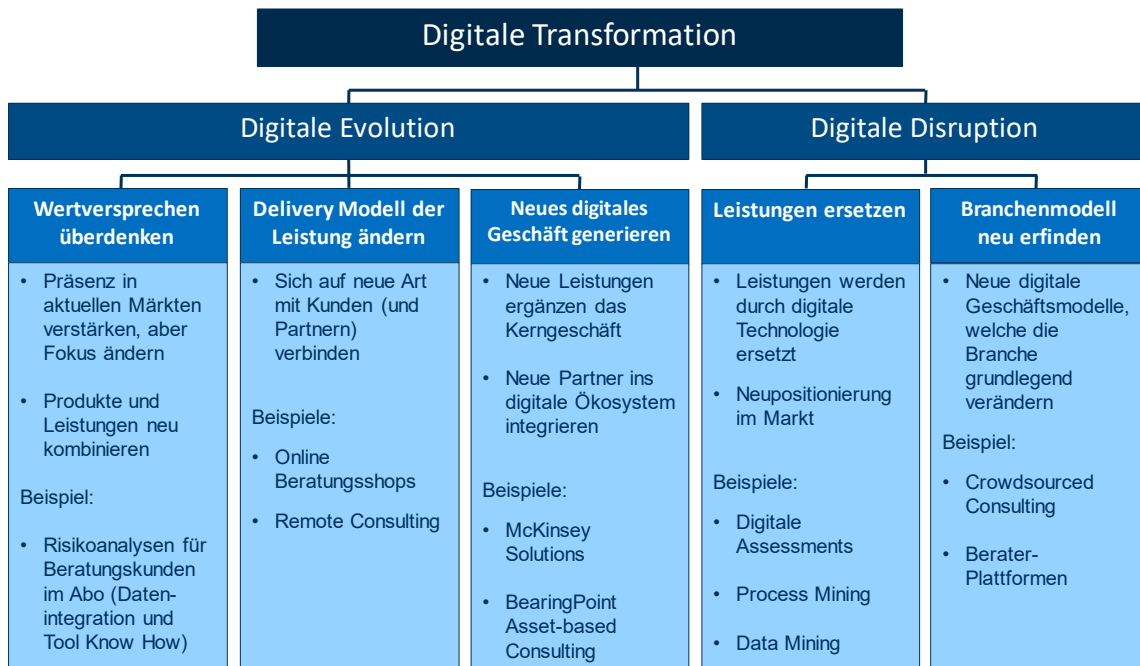 Digitale Transformation
Digitale Evolution
Digitale Disruption
Wertversprechen
überdenken
• Präsenz in
aktuellen Märkten
verstärken, aber
Fokus ändern
• Produkte und
Leistungen neu
kombinieren
Beispiel:
• Risikoanalysen für
Beratungskunden
im Abo (Daten-
integration und
Tool Know How)
Delivery Modell der
Leistung ändern
• Sich auf neue Art
mit Kunden (und
Partnern)
verbinden
Beispiele:
• Online
Beratungsshops
• Remote Consulting
Neues digitales
Geschäft generieren
• Neue Leistungen
ergänzen das
Kerngeschäft
• Neue Partner ins
digitale Ökosystem
integrieren
Beispiele:
• McKinsey
Solutions
• BearingPoint
Asset-based
Consulting
Leistungen ersetzen
• Leistungen werden
durch digitale
Technologie
ersetzt
• Neupositionierung
im Markt
Beispiele:
• Digitale
Assessments
• Process Mining
• Data Mining
Branchenmodell
neu erfinden
• Neue digitale
Geschäftsmodelle,
welche die
Branche
grundlegend
verändern
Beispiel:
• Crowdsourced
Consulting
• Berater-
Plattformen